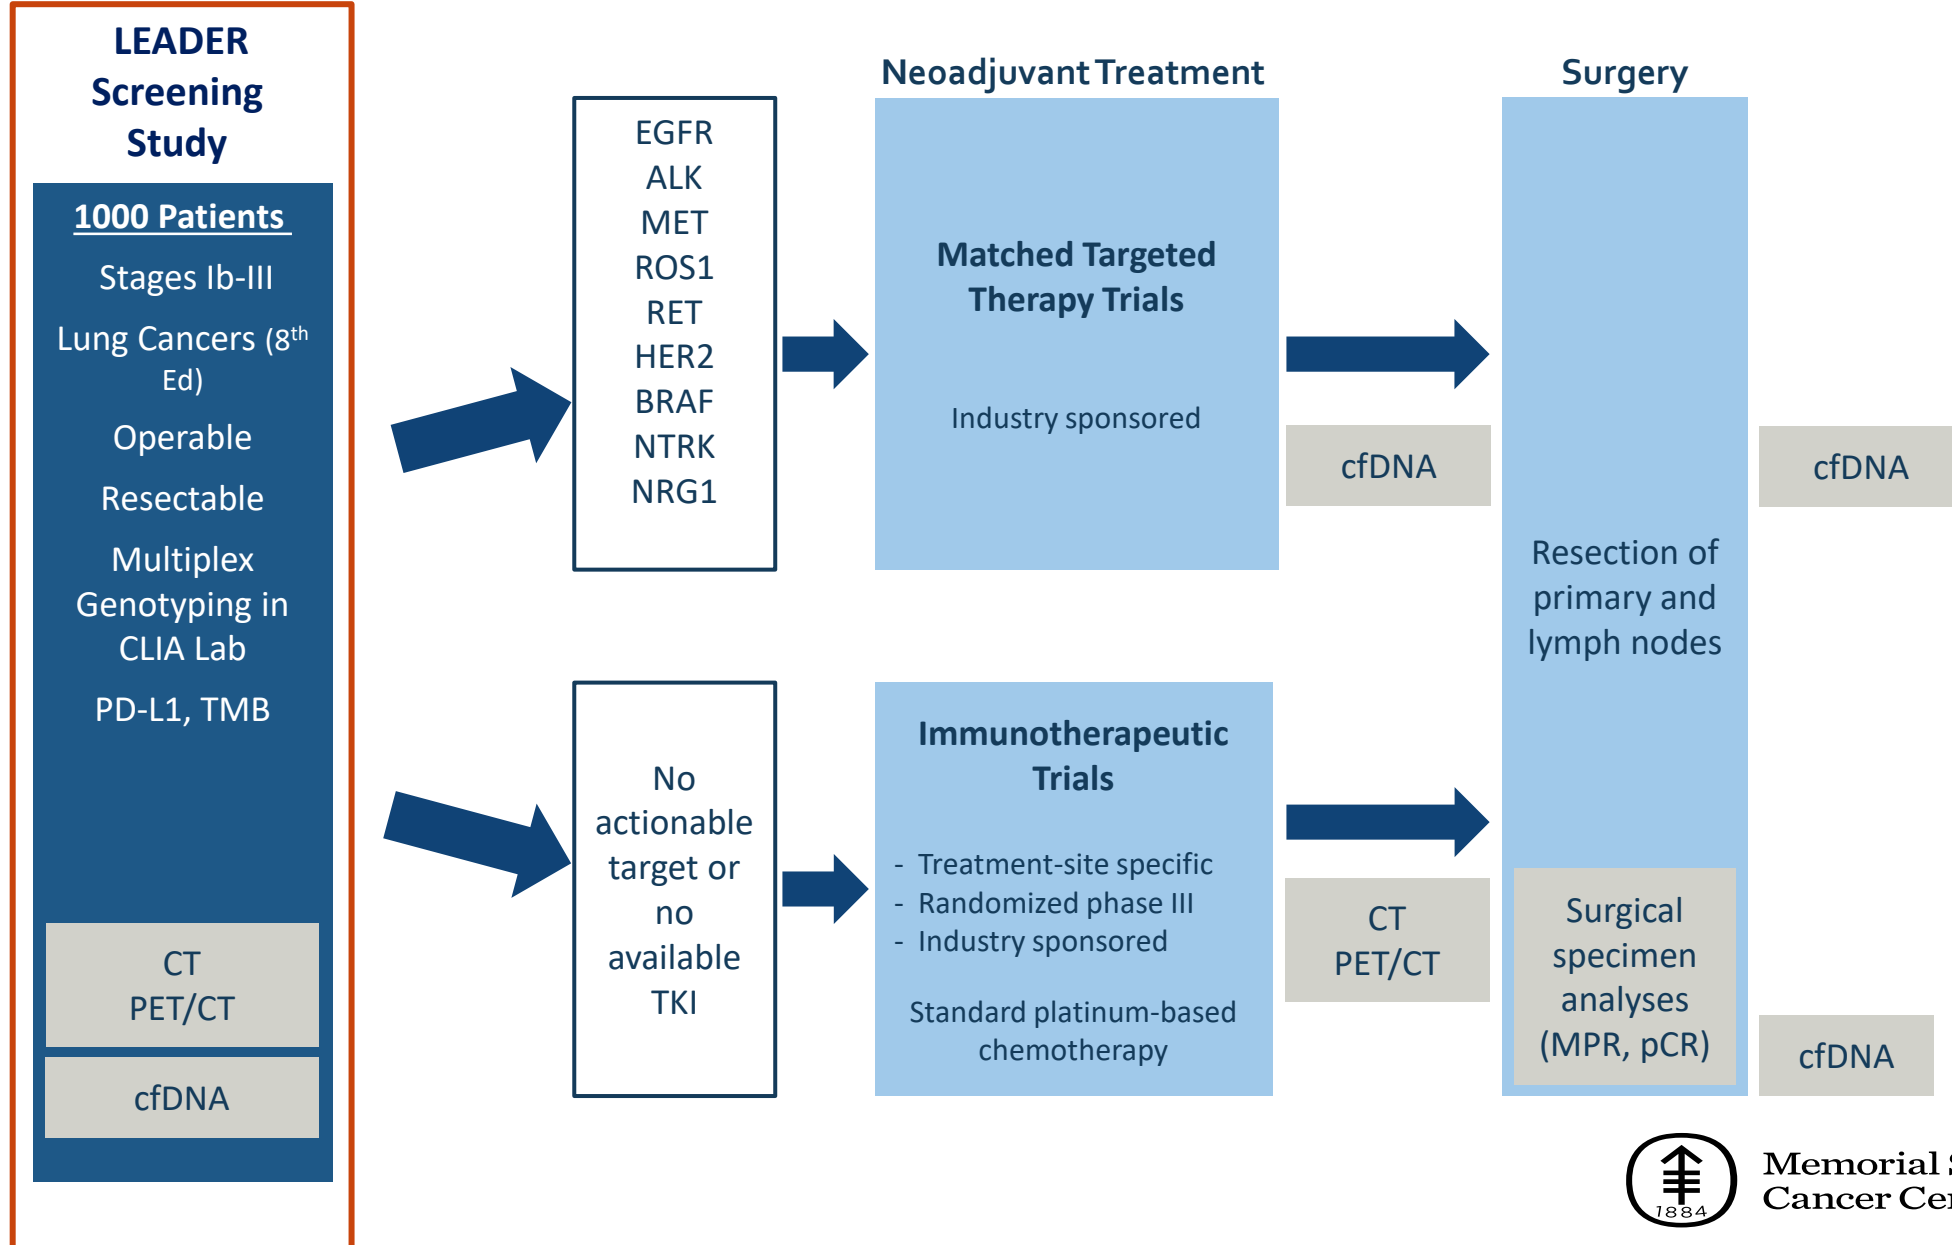 LEADER
Screening
Study
1000 Patients
Stages Ib-III
Lung Cancers (8th
Ed)
Operable
Resectable
Multiplex
Genotyping in
CLIA Lab
PD-L1, TMB
CT
PET/CT
cfDNA
EGFR
ALK
MET
ROS1
RET
HER2
BRAF
NTRK
NRG1
No
actionable
target or
no
available
TKI
Neoadjuvant Treatment
Matched Targeted
Therapy Trials
Industry sponsored
Immunotherapeutic
Trials
- Treatment-site specific
- Randomized phase III
- Industry sponsored
Standard platinum-based
chemotherapy
cfDNA
CT
PET/CT
Surgery
Resection of
primary and
lymph nodes
Surgical
specimen
analyses
(MPR, pCR)
cfDNA
cfDNA
1884
Memorial
Cancer